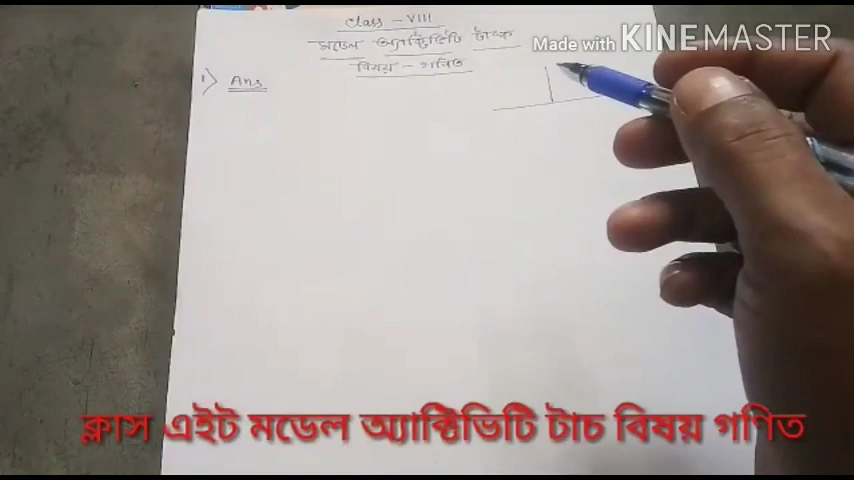 Class - VIII
মডেল অ্যাক্টিভিটি টাস্ক
Made with KINEMASTER
বিষয় - গণিত
1) Ans
ক্লাস এইট মডেল অ্যাক্টিভিটি টাচ বিষয় গণিত